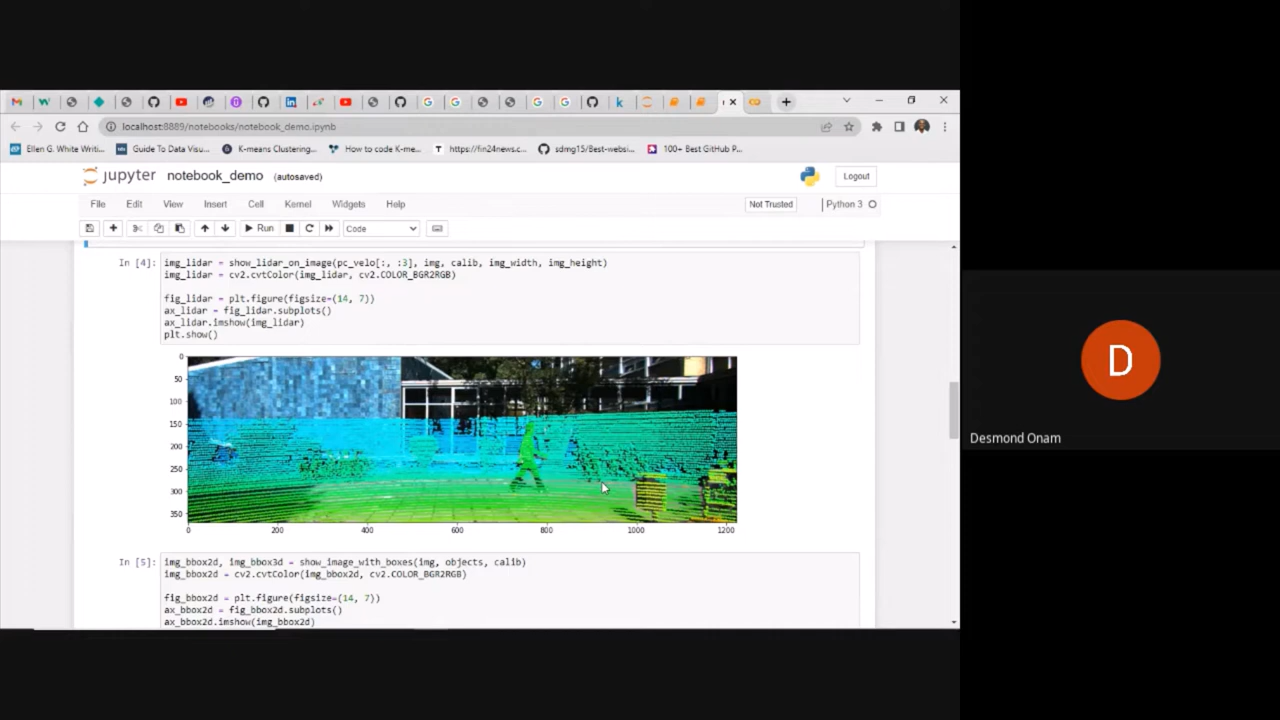 localhost:8889/notebooks/notebook_demo.ipynb
Ellen G. White Writi... Guide To Data Visu... K-means Clustering... How to code K-me... https://fin24news.c... sdmg15/Best-websi... 100+ Best GitHub P...
jupyter notebook_demo (autosaved) Logout
File Edit View Insert Cell Kernel Widgets Help Not Trusted Python 3
Run Code
In [4]: img_lidar = show_lidar_on_image(pc_velo[:, :3], img, calib, img_width, img_height)
img_lidar = cv2.cvtColor(img_lidar, cv2.COLOR_BGR2RGB)
fig_lidar = plt.figure(figsize=(14, 7))
ax_lidar = fig_lidar.subplots()
ax_lidar.imshow(img_lidar)
plt.show()
0
50
100
150
200
250
300
350
0 200 400 600 800 1000 1200
In [5]: img_bbox2d, img_bbox3d = show_image_with_boxes(img, objects, calib)
img_bbox2d = cv2.cvtColor(img_bbox2d, cv2.COLOR_BGR2RGB)
fig_bbox2d = plt.figure(figsize=(14, 7))
ax_bbox2d = fig_bbox2d.subplots()
ax_bbox2d.imshow(img_bbox2d)
D
Desmond Onam